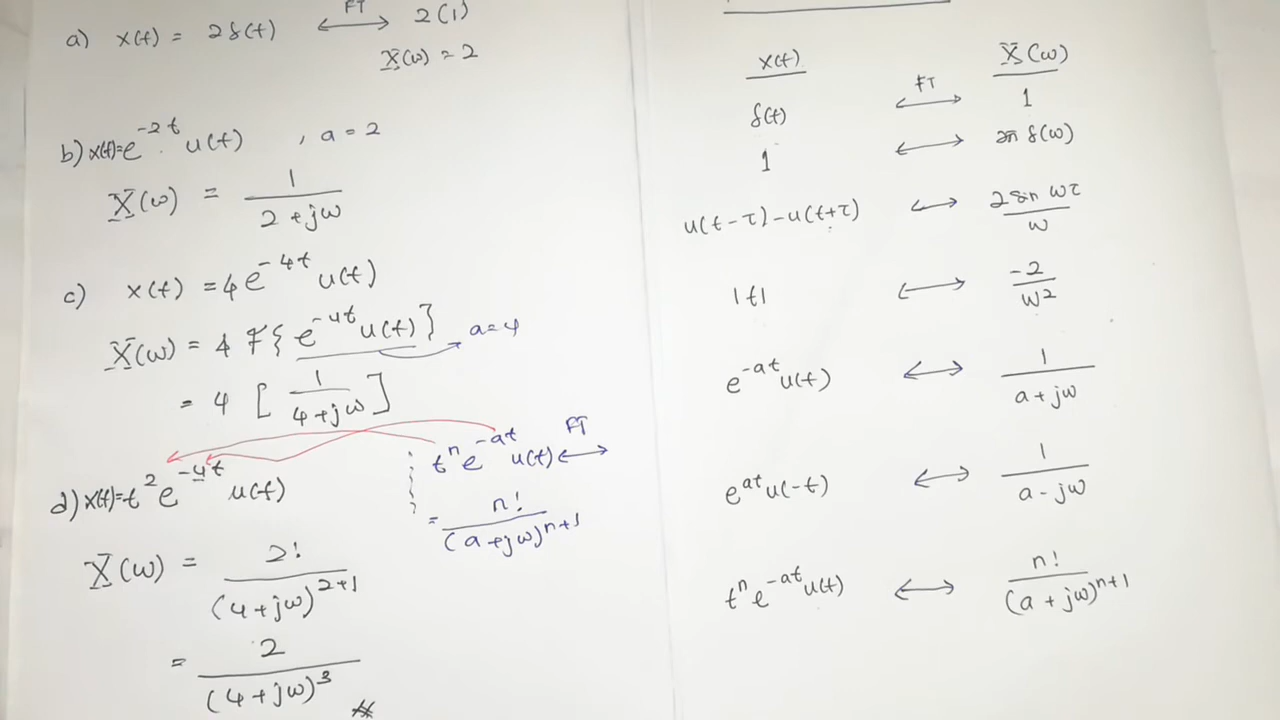 a) x(t) = 2δ(t) ⟷FT 2(1)
X(ω) = 2
b) x(t)=e^{-2t} u(t) , a = 2
X(ω) = 1/(2+jω)
c) x(t) = 4e^{-4t} u(t)
X(ω) = 4 F{e^{-4t} u(t)} a=4
= 4 [1/(4+jω)]
d) x(t)=t^2 e^{-4t} u(t)
t^n e^{-at} u(t) ⟷FT
= n!/(a+jω)^{n+1}
X(ω) = 2!/(4+jω)^{2+1}
= 2/(4+jω)^3
x(t) X(ω)
δ(t) ⟷FT 1
1 ⟷ 2π δ(ω)
u(t-τ)-u(t+τ) ⟷ 2 sin ωτ/ω
|t| ⟷ -2/ω^2
e^{-at} u(t) ⟷ 1/(a+jω)
e^{at} u(-t) ⟷ 1/(a-jω)
t^n e^{-at} u(t) ⟷ n!/(a+jω)^{n+1}